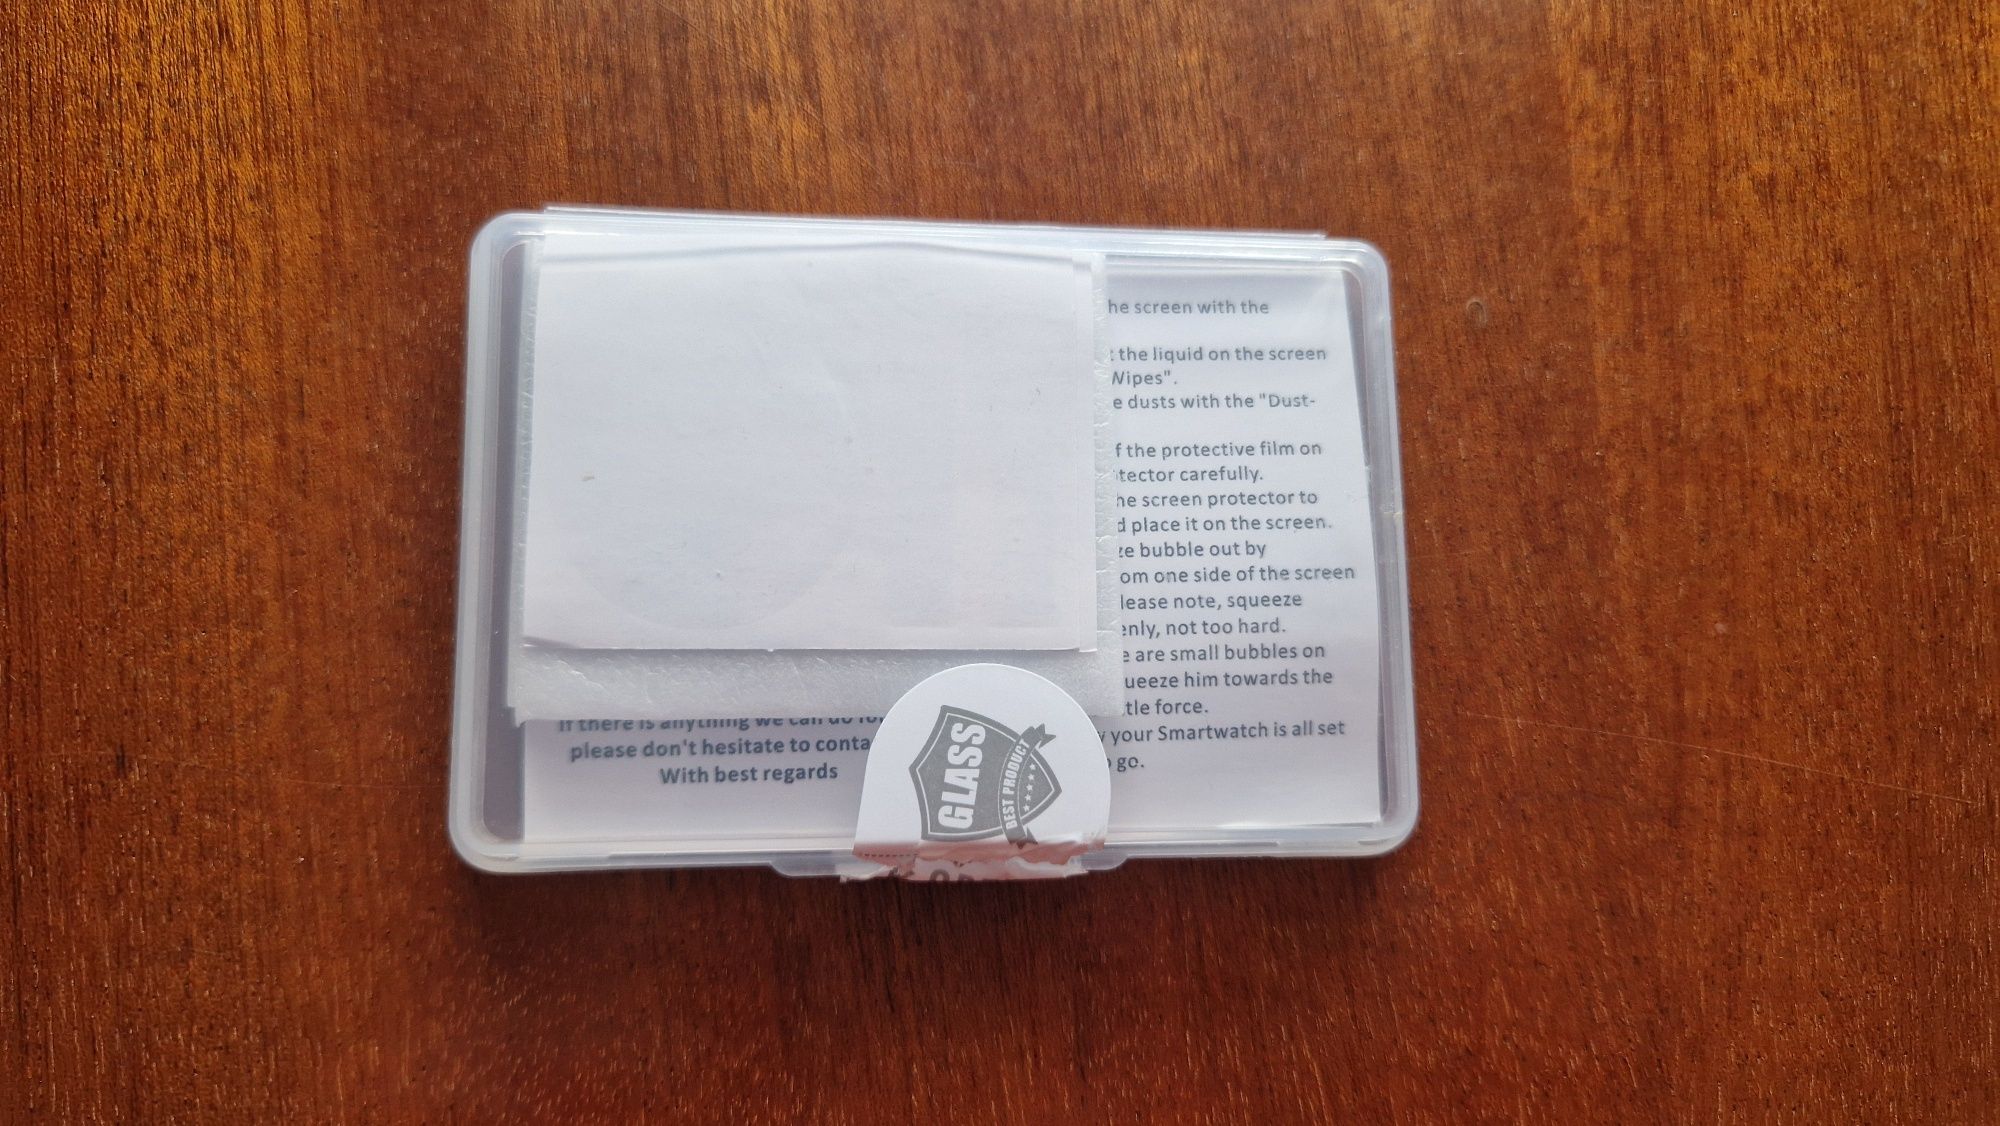 he screen with the
the liquid on the screen
Wipes".
e dusts with the "Dust-
f the protective film on
tector carefully.
he screen protector to
d place it on the screen.
ze bubble out by
om one side of the screen
lease note, squeeze
enly, not too hard.
e are small bubbles on
ueeze him towards the
tle force.
y your Smartwatch is all set
go.
If there is anything we can do for
please don't hesitate to conta
With best regards
GLASS
BEST PRODUCT